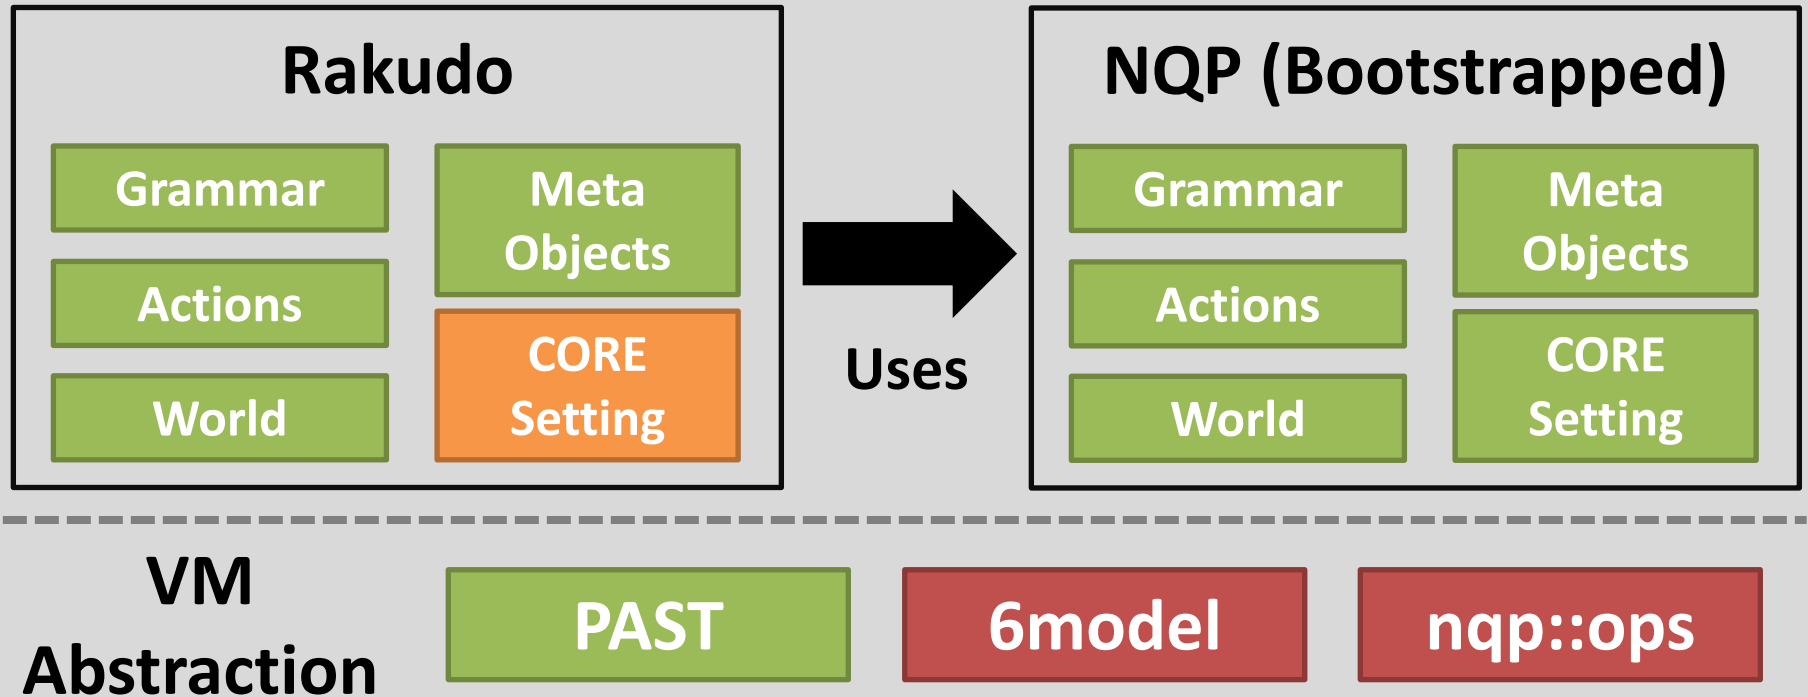 Rakudo
Grammar
Actions
World
Meta
Objects
CORE
Setting
Uses
NQP (Bootstrapped)
Grammar
Actions
World
Meta
Objects
CORE
Setting
VM
Abstraction
PAST
6model
nqp::ops